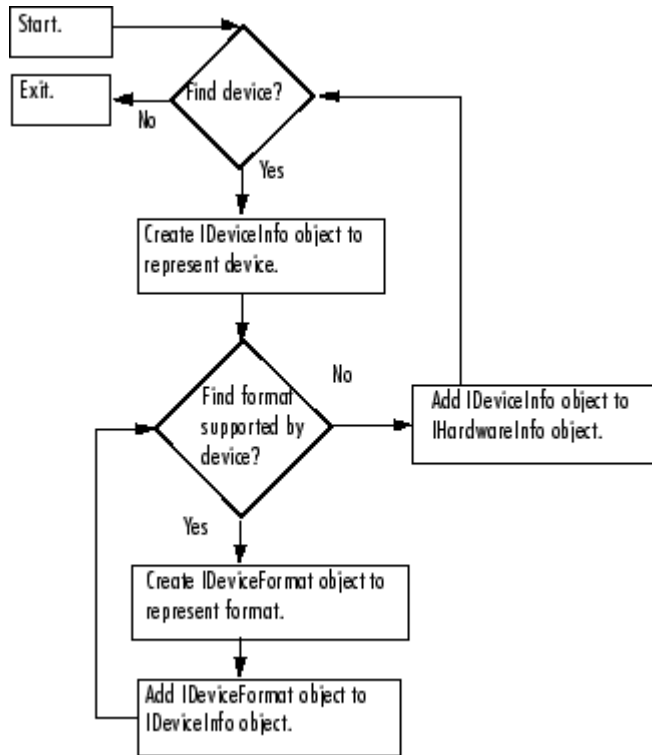 Start.
Exit.
Find device?
No
Yes
Create IDeviceInfo object to
represent device.
Find format
supported by
device?
No
Add IDeviceInfo object to
IHardwareInfo object.
Yes
Create IDeviceFormat object to
represent format.
Add IDeviceFormat object to
IDeviceInfo object.